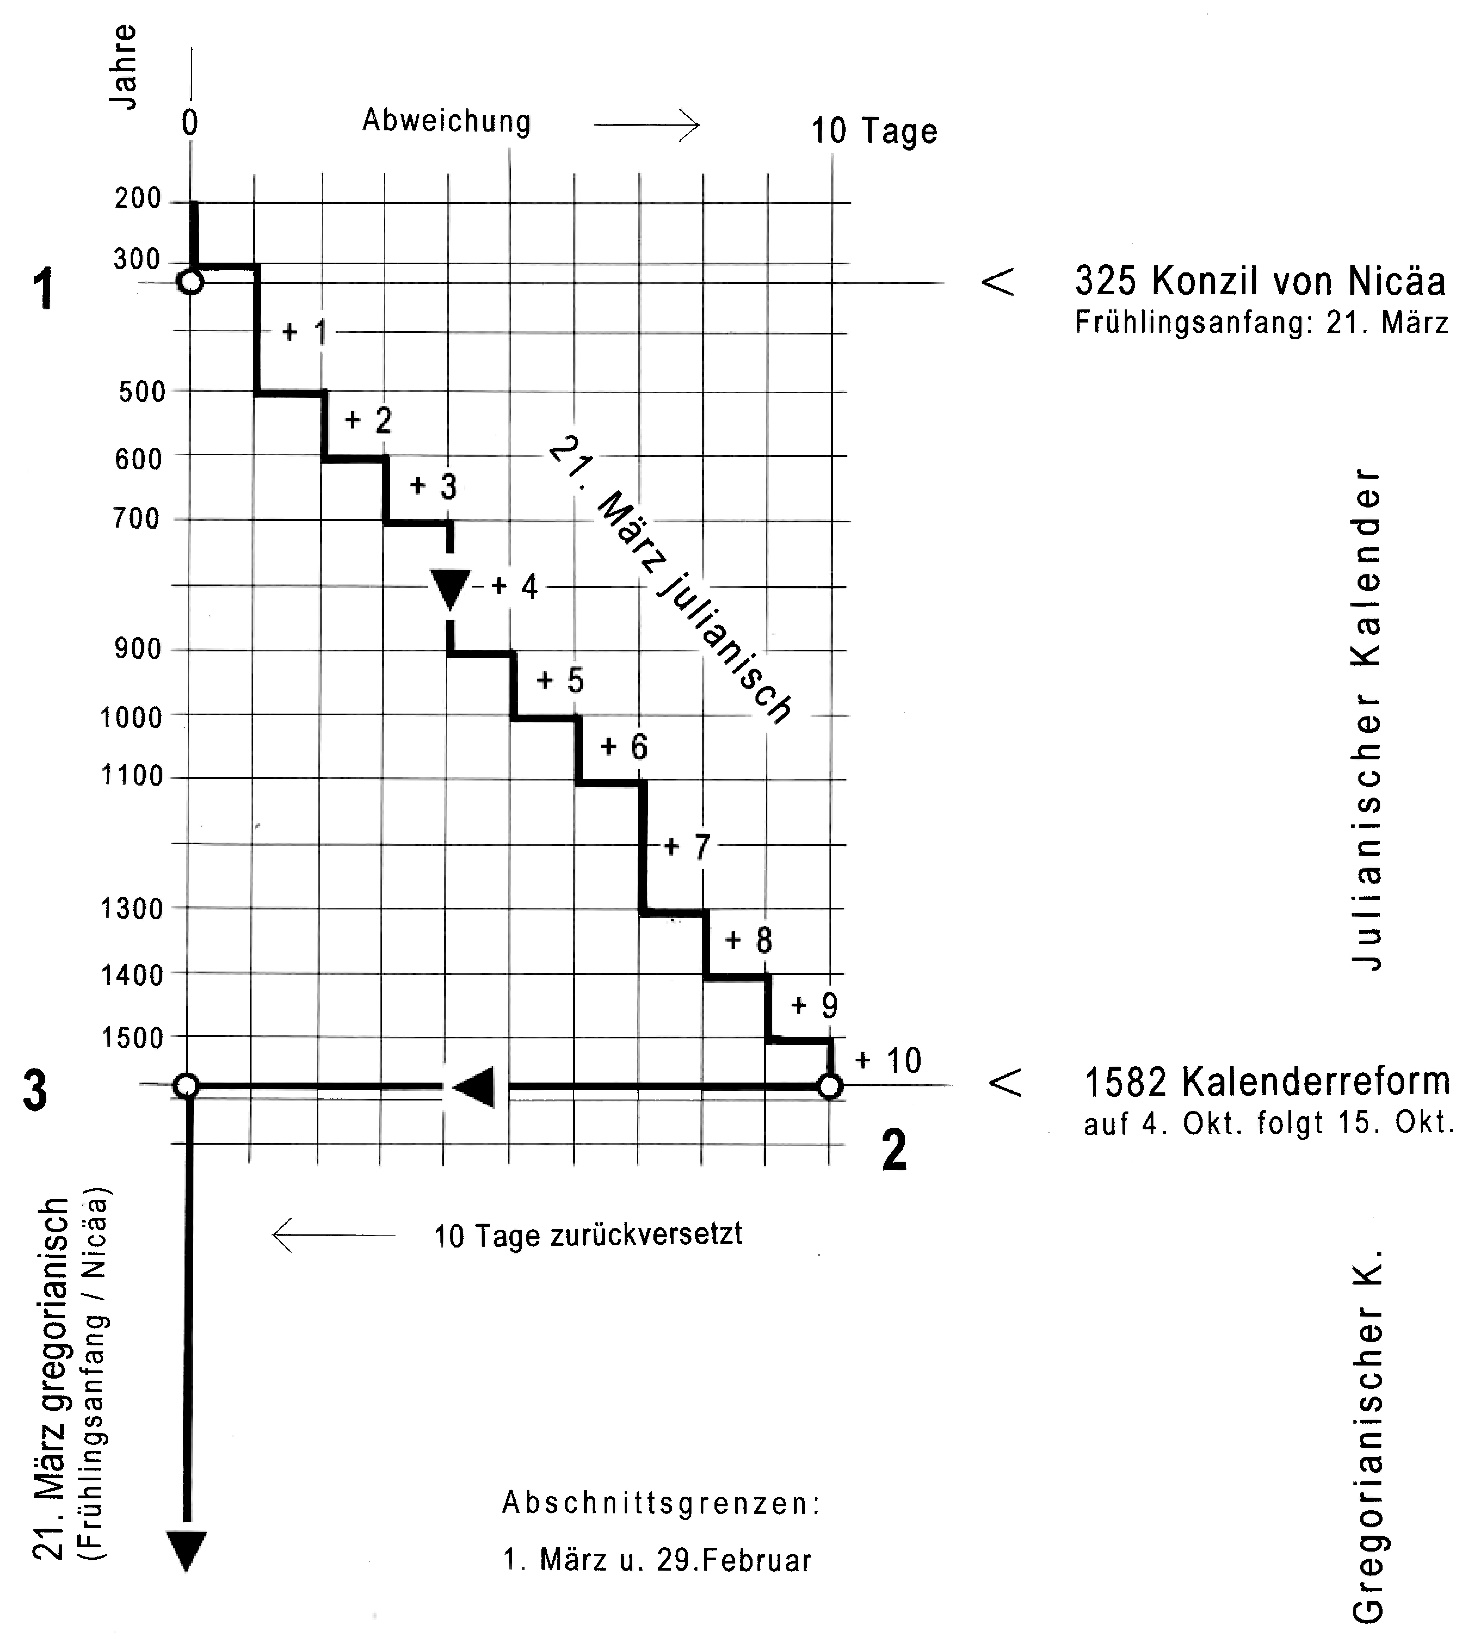 Jahre
0
Abweichung
10 Tage
200
300
1
325 Konzil von Nicäa
Frühlingsanfang: 21. März
+ 1
500
+ 2
600
+ 3
700
21. März julianisch
+ 4
900
+ 5
1000
+ 6
1100
+ 7
1300
+ 8
1400
+ 9
1500
+ 10
Julianischer Kalender
3
1582 Kalenderreform
auf 4. Okt. folgt 15. Okt.
2
10 Tage zurückversetzt
21. März gregorianisch
(Frühlingsanfang / Nicäa)
Gregorianischer K.
Abschnittsgrenzen:
1. März u. 29.Februar